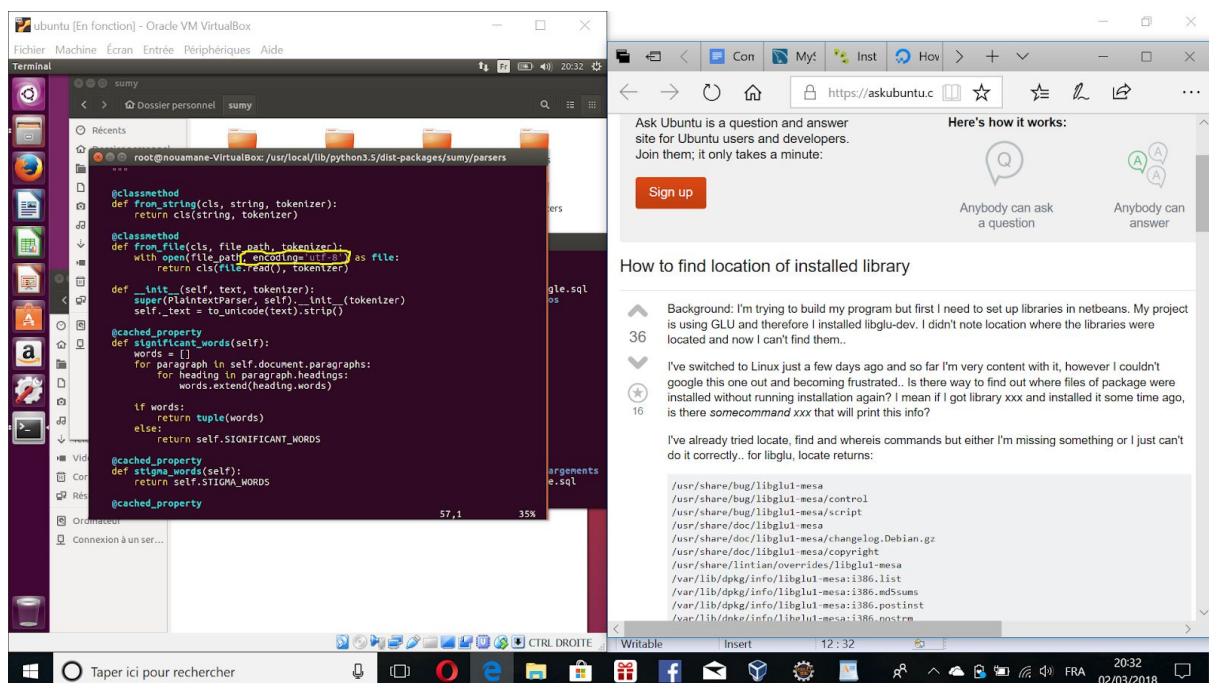 ubuntu [En fonction] - Oracle VM VirtualBox
Fichier Machine Écran Entrée Périphériques Aide
Terminal
Fr
20:32
sumy
Dossier personnel sumy
Récents
root@nouamane-VirtualBox: /usr/local/lib/python3.5/dist-packages/sumy/parsers
"""
@classmethod
def from_string(cls, string, tokenizer):
return cls(string, tokenizer)
@classmethod
def from_file(cls, file_path, tokenizer):
with open(file_path, encoding='utf-8') as file:
return cls(file.read(), tokenizer)
def __init__(self, text, tokenizer):
super(PlaintextParser, self).__init__(tokenizer)
self._text = to_unicode(text).strip()
@cached_property
def significant_words(self):
words = []
for paragraph in self.document.paragraphs:
for heading in paragraph.headings:
words.extend(heading.words)
if words:
return tuple(words)
else:
return self.SIGNIFICANT_WORDS
@cached_property
def stigma_words(self):
return self.STIGMA_WORDS
@cached_property
57,1 35%
ers
gle.sql
os
argements
e.sql
Vid
Cor
Rés
Ordinateur
Connexion à un ser...
CTRL DROITE
Con
MyS
Inst
Hov
https://askubuntu.c
Ask Ubuntu is a question and answer
site for Ubuntu users and developers.
Join them; it only takes a minute:
Sign up
Here's how it works:
Q
A
A
A
Anybody can ask
a question
Anybody can
answer
How to find location of installed library
36
16
Background: I'm trying to build my program but first I need to set up libraries in netbeans. My project
is using GLU and therefore I installed libglu-dev. I didn't note location where the libraries were
located and now I can't find them..
I've switched to Linux just a few days ago and so far I'm very content with it, however I couldn't
google this one out and becoming frustrated.. Is there way to find out where files of package were
installed without running installation again? I mean if I got library xxx and installed it some time ago,
is there somecommand xxx that will print this info?
I've already tried locate, find and whereis commands but either I'm missing something or I just can't
do it correctly.. for libglu, locate returns:
/usr/share/bug/libglu1-mesa
/usr/share/bug/libglu1-mesa/control
/usr/share/bug/libglu1-mesa/script
/usr/share/doc/libglu1-mesa
/usr/share/doc/libglu1-mesa/changelog.Debian.gz
/usr/share/doc/libglu1-mesa/copyright
/usr/share/lintian/overrides/libglu1-mesa
/var/lib/dpkg/info/libglu1-mesa:i386.list
/var/lib/dpkg/info/libglu1-mesa:i386.md5sums
/var/lib/dpkg/info/libglu1-mesa:i386.postinst
/var/lib/dpkg/info/libglu1-mesa:i386.postrm
Writable Insert 12 : 32
Taper ici pour rechercher
FRA
20:32
02/03/2018